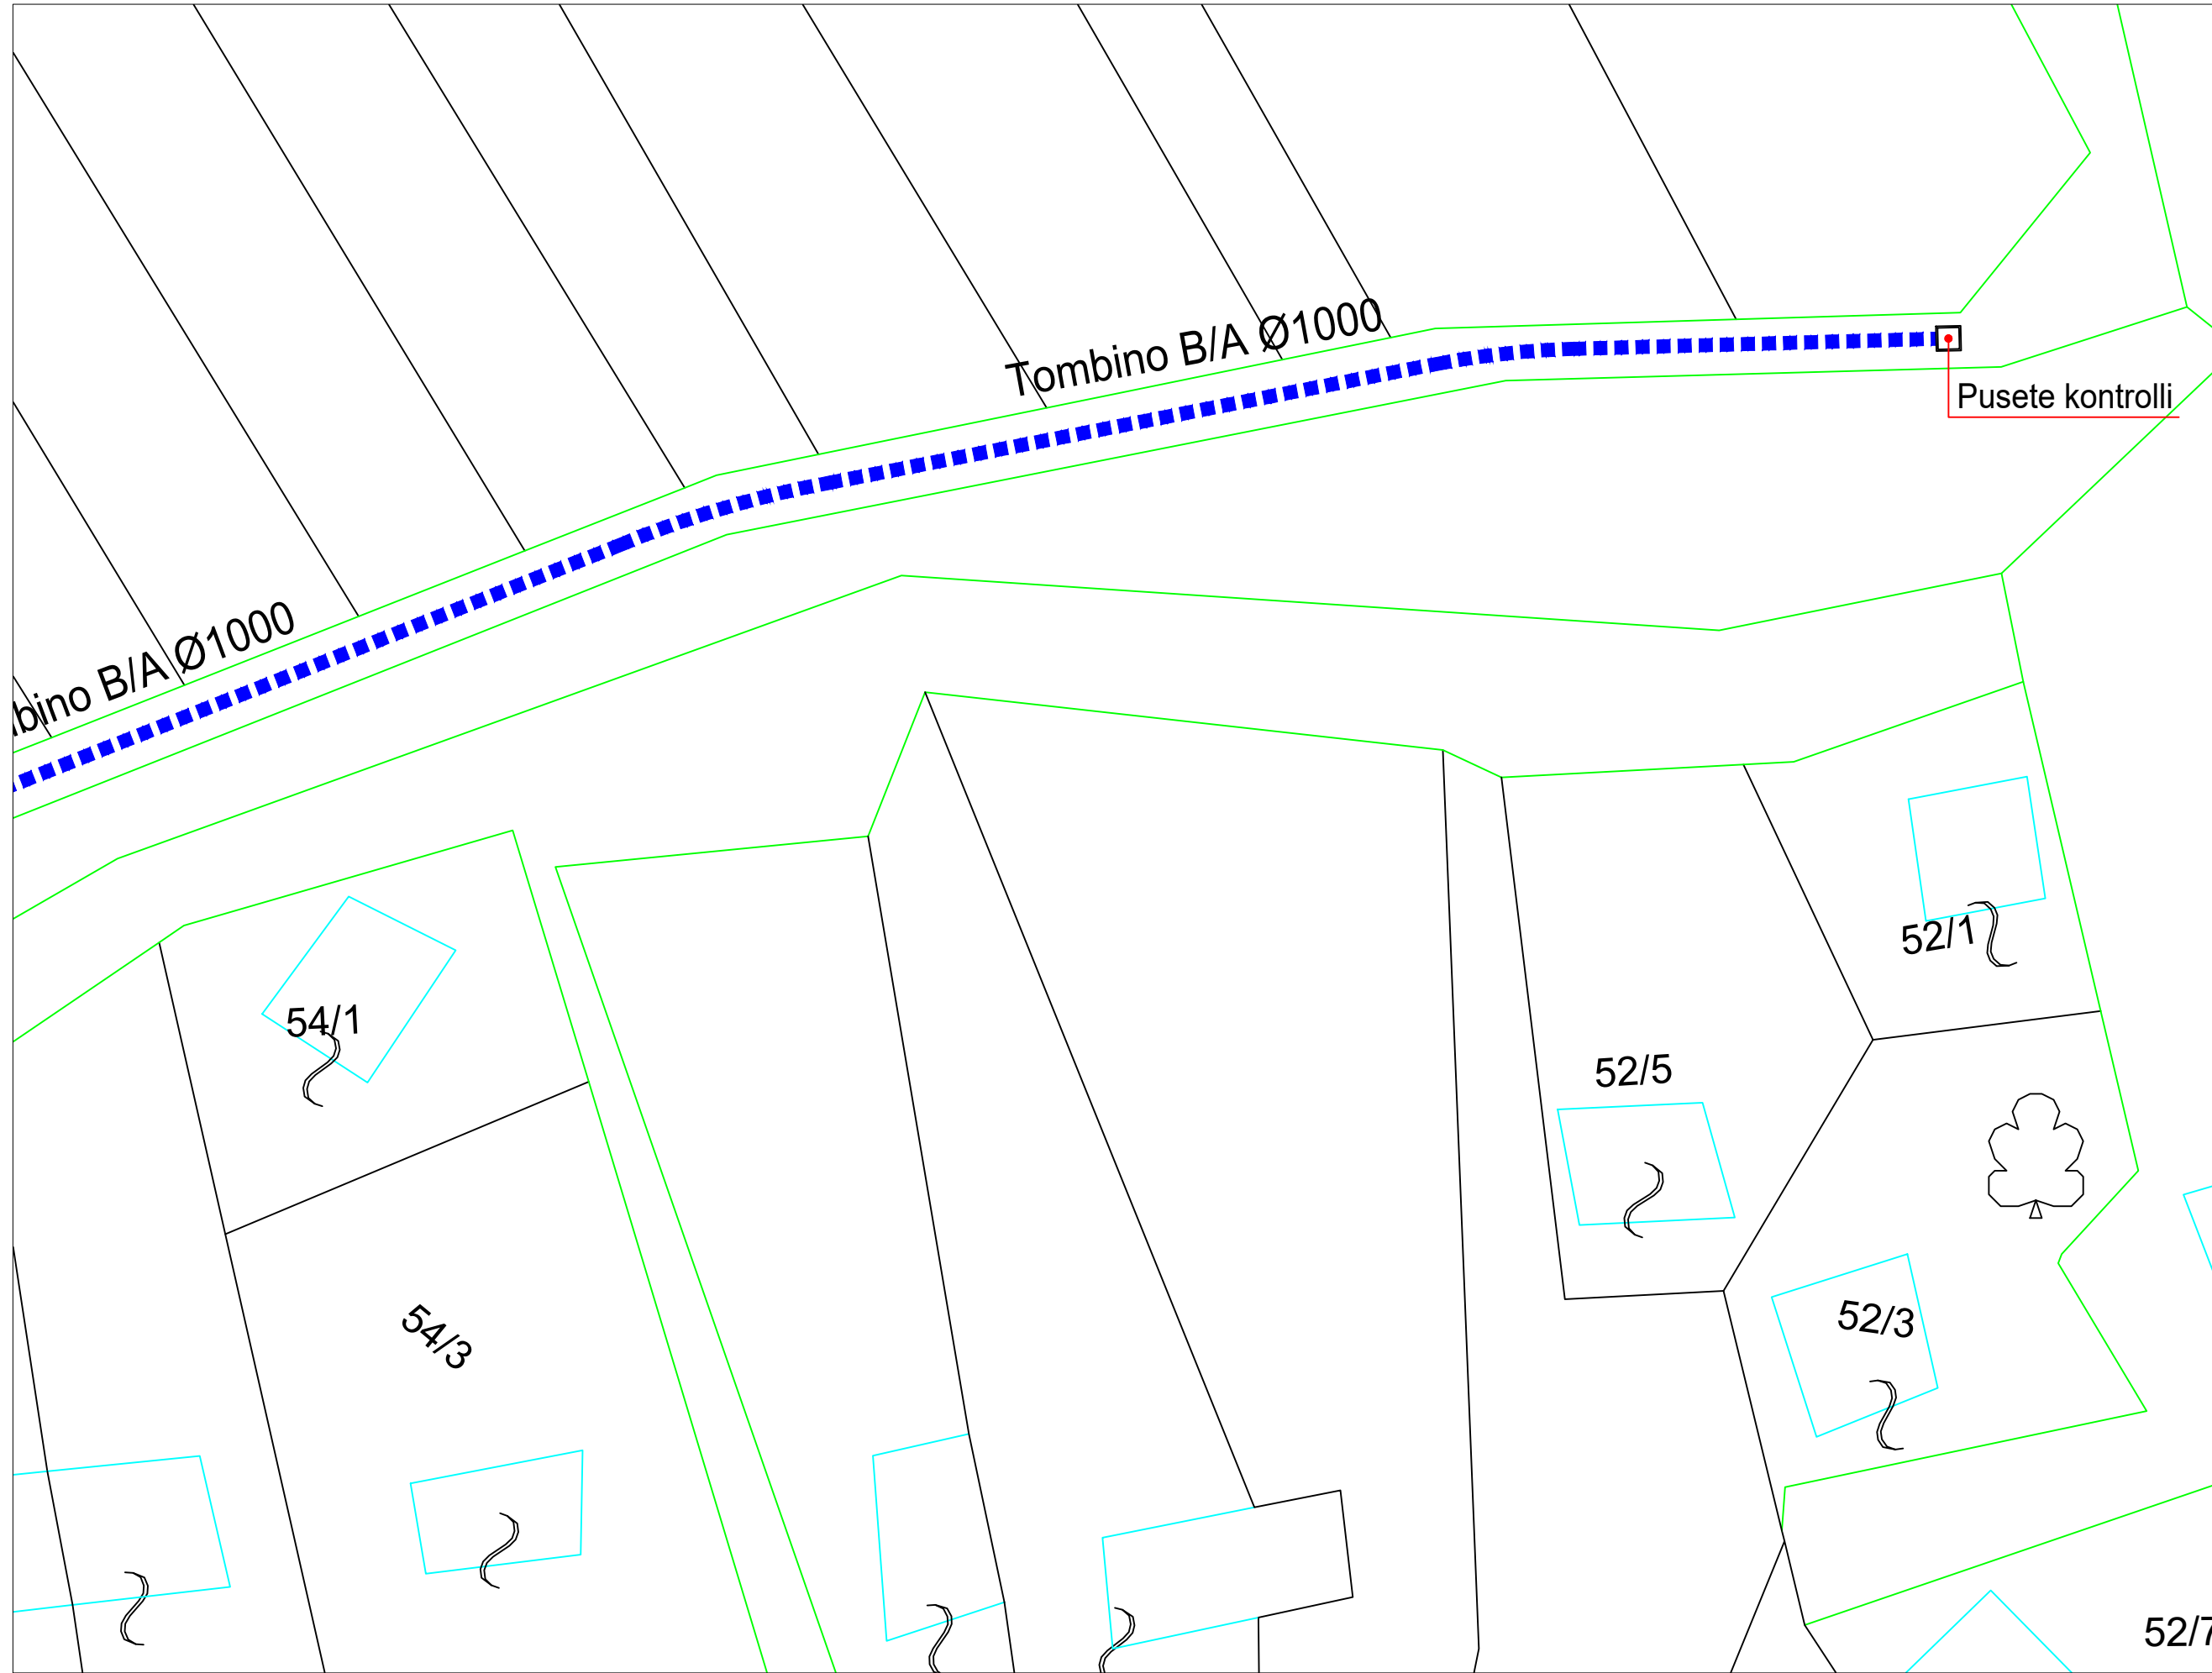 Tombino B/A Ø1000
Pusete kontrolli
bino B/A Ø1000
52/1
54/1
52/5
52/3
54/3
52/7